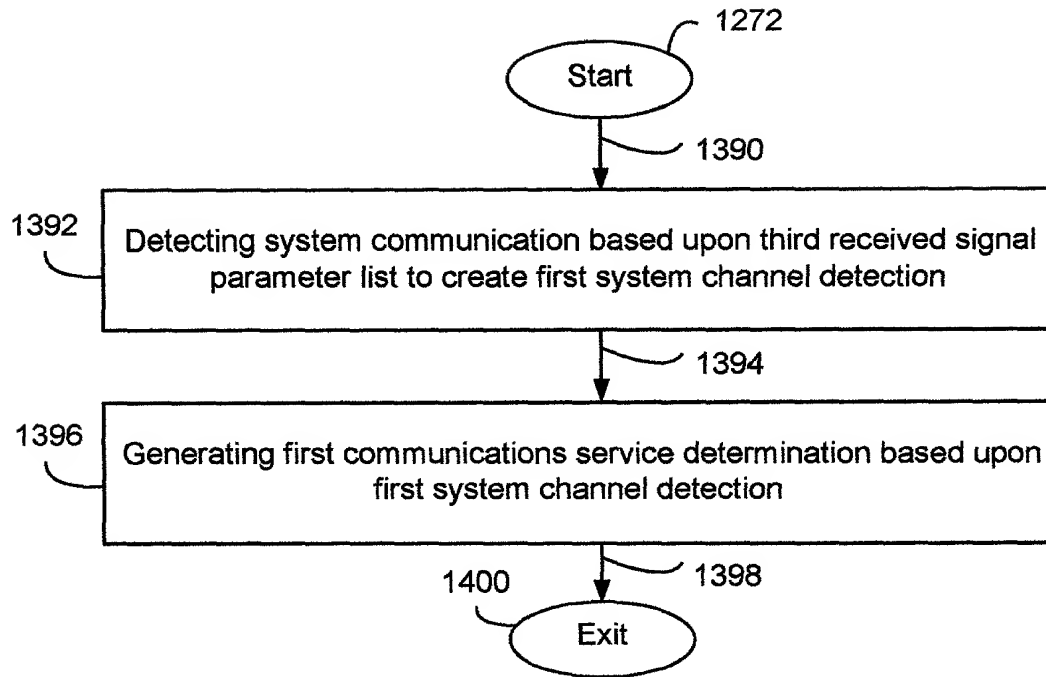 1272
Start
1390
1392
Detecting system communication based upon third received signal
parameter list to create first system channel detection
1394
1396
Generating first communications service determination based upon
first system channel detection
1398
1400
Exit